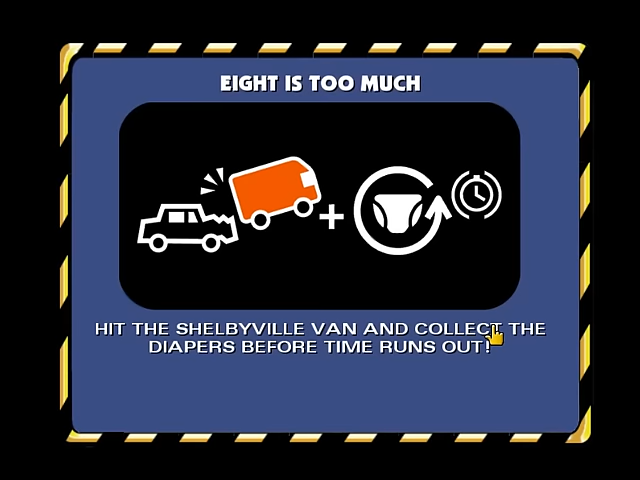 EIGHT IS TOO MUCH
HIT THE SHELBYVILLE VAN AND COLLECT THE
DIAPERS BEFORE TIME RUNS OUT!